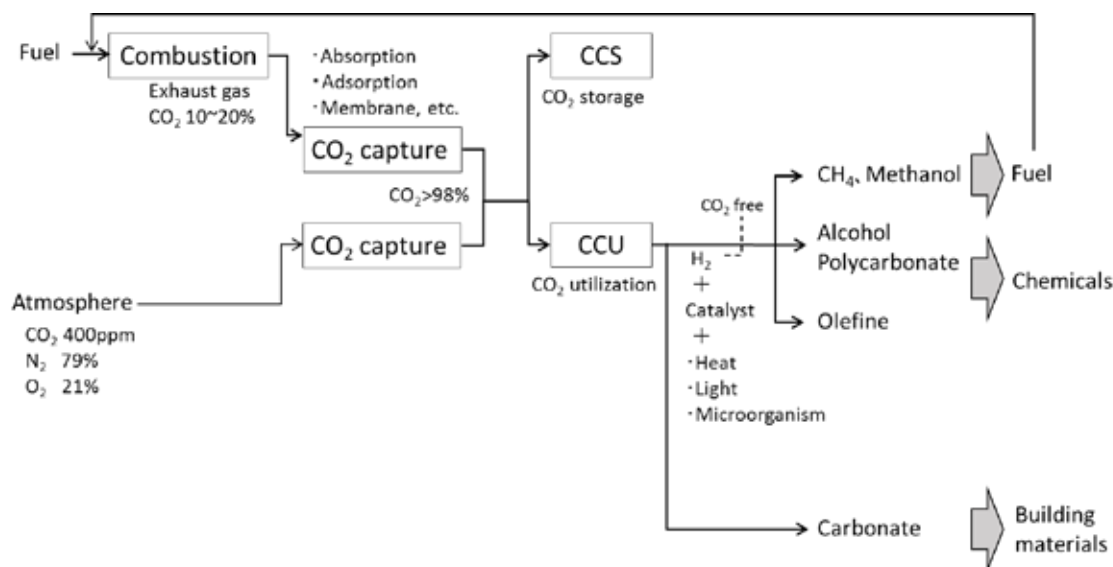 Fuel
Combustion
Exhaust gas
CO₂ 10~20%
・Absorption
・Adsorption
・Membrane, etc.
CO₂ capture
CO₂>98%
CO₂ capture
Atmosphere
CO₂ 400ppm
N₂ 79%
O₂ 21%
CCS
CO₂ storage
CCU
CO₂ utilization
CO₂ free
H₂
+
Catalyst
+
・Heat
・Light
・Microorganism
CH₄、Methanol
Fuel
Alcohol
Polycarbonate
Chemicals
Olefine
Carbonate
Building
materials